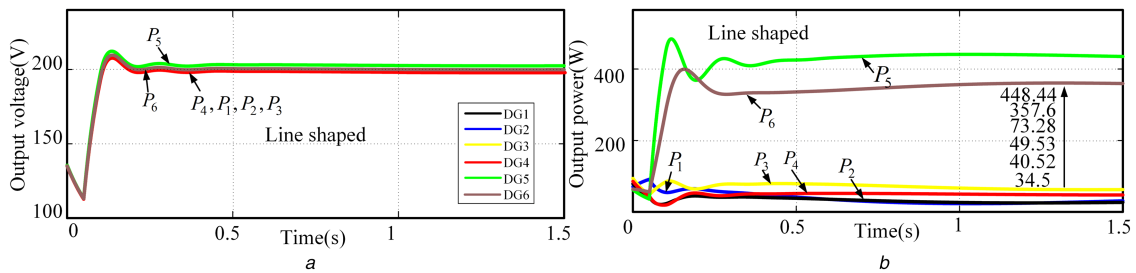 Output voltage(V)
200
150
100
0
0.5
1
1.5
Time(s)
P5
P6
P4, P1, P2, P3
Line shaped
DG1
DG2
DG3
DG4
DG5
DG6
a
Output power(W)
400
200
0
0.5
1
1.5
Time(s)
Line shaped
P5
P6
P1
P3
P4
P2
448.44
357.6
73.28
49.53
40.52
34.5
b